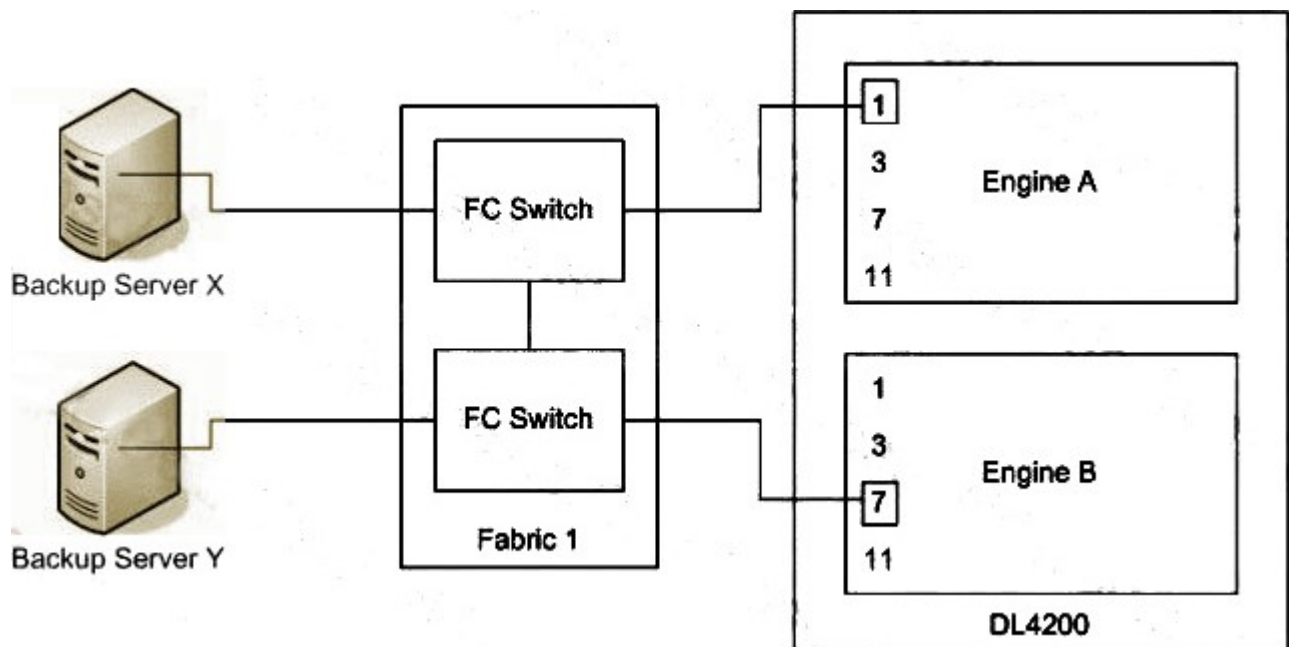 Backup Server X
Backup Server Y
FC Switch
FC Switch
Fabric 1
1
3
7
11
Engine A
1
3
7
11
Engine B
DL4200